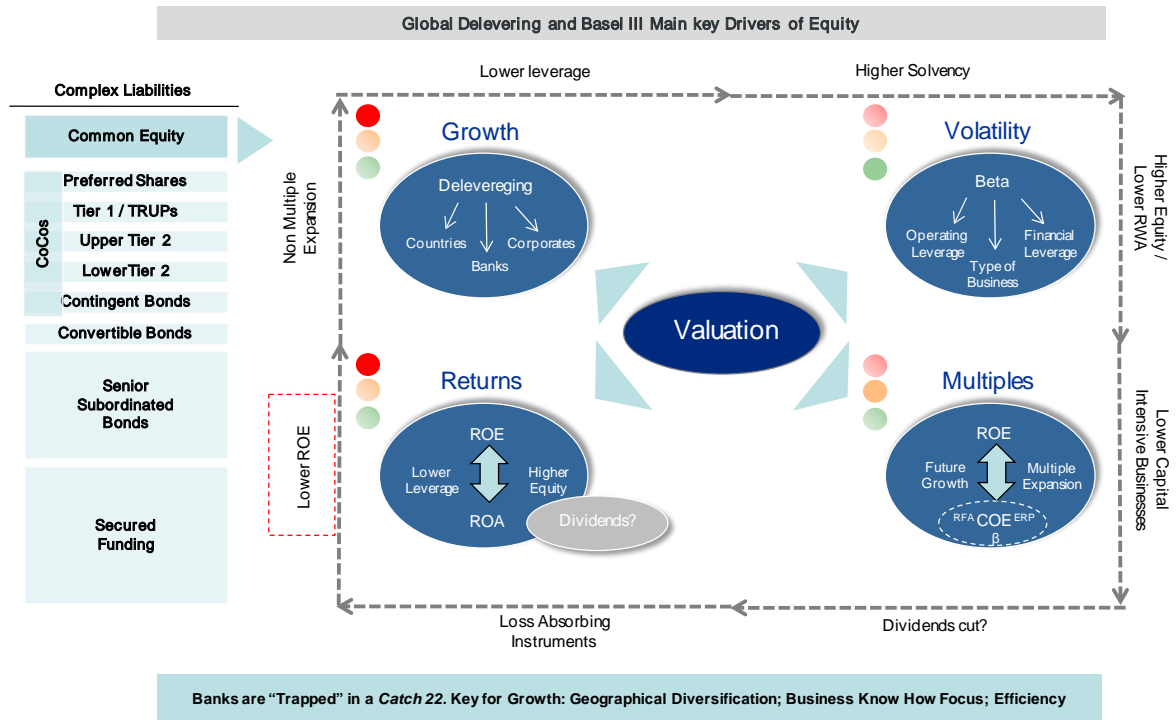 Global Delevering and Basel III Main key Drivers of Equity
Complex Liabilities
Common Equity
CoCos
Preferred Shares
Tier 1 / TRUPs
Upper Tier 2
LowerTier 2
Contingent Bonds
Convertible Bonds
Senior
Subordinated
Bonds
Secured
Funding
Lower leverage
Higher Solvency
Non Multiple
Expansion
Lower ROE
Higher Equity /
Lower RWA
Lower Capital
Intensive Businesses
Loss Absorbing
Instruments
Dividends cut?
Growth
Delevereging
Countries
Corporates
Banks
Volatility
Beta
Operating
Leverage
Financial
Leverage
Type of
Business
Valuation
Returns
ROE
Lower
Leverage
Higher
Equity
ROA
Dividends?
Multiples
ROE
Future
Growth
Multiple
Expansion
RFA COE ERP
β
Banks are “Trapped” in a Catch 22. Key for Growth: Geographical Diversification; Business Know How Focus; Efficiency